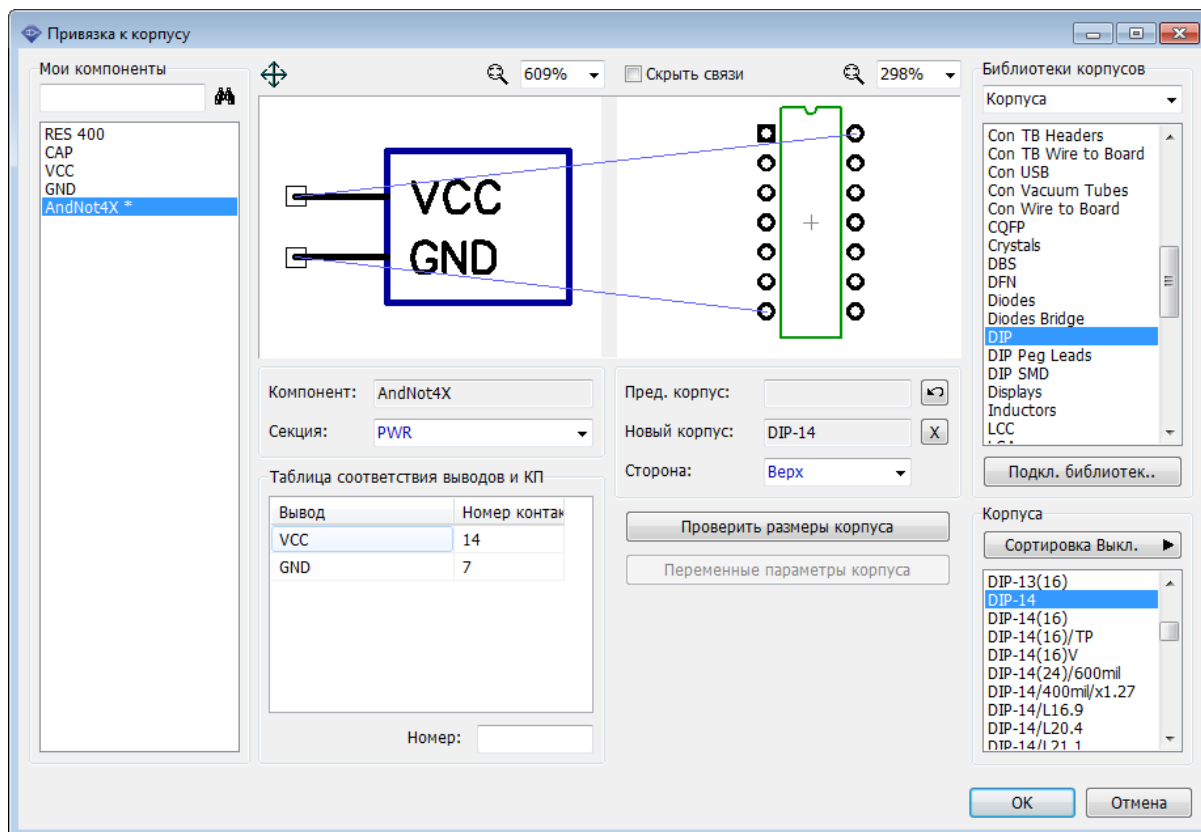 Привязка к корпусу
Мои компоненты
RES 400
CAP
VCC
GND
AndNot4X *
609%
Скрыть связи
298%
VCC
GND
Компонент: AndNot4X
Секция: PWR
Таблица соответствия выводов и КП
Вывод Номер контак
VCC 14
GND 7
Номер:
Пред. корпус:
Новый корпус: DIP-14 X
Сторона: Верх
Проверить размеры корпуса
Переменные параметры корпуса
Библиотеки корпусов
Корпуса
Con TB Headers
Con TB Wire to Board
Con USB
Con Vacuum Tubes
Con Wire to Board
CQFP
Crystals
DBS
DFN
Diodes
Diodes Bridge
DIP
DIP Peg Leads
DIP SMD
Displays
Inductors
LCC
Подкл. библиотек..
Корпуса
Сортировка Выкл.
DIP-13(16)
DIP-14
DIP-14(16)
DIP-14(16)/TP
DIP-14(16)V
DIP-14(24)/600mil
DIP-14/400mil/x1.27
DIP-14/L16.9
DIP-14/L20.4
DIP-14/L21.1
OK
Отмена